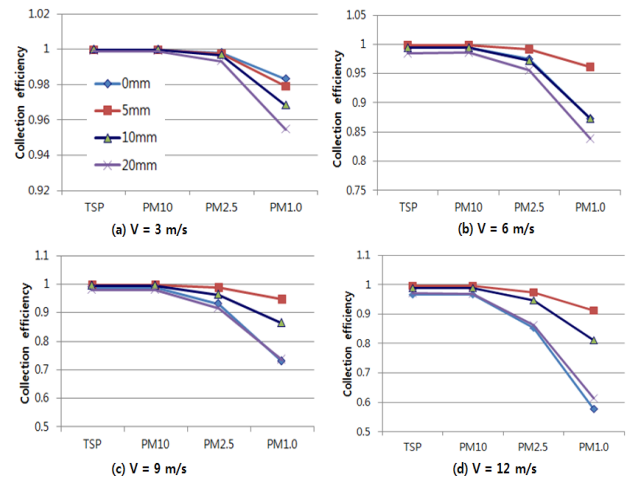 1.02
1
0.98
0.96
0.94
0.92
Collection efficiency
0mm
5mm
10mm
20mm
TSP PM10 PM2.5 PM1.0
(a) V = 3 m/s
1.05
1
0.95
0.9
0.85
0.8
0.75
Collection efficiency
TSP PM10 PM2.5 PM1.0
(b) V = 6 m/s
1.1
1
0.9
0.8
0.7
0.6
0.5
Collection efficiency
TSP PM10 PM2.5 PM1.0
(c) V = 9 m/s
1.1
1
0.9
0.8
0.7
0.6
0.5
Collection efficiency
TSP PM10 PM2.5 PM1.0
(d) V = 12 m/s